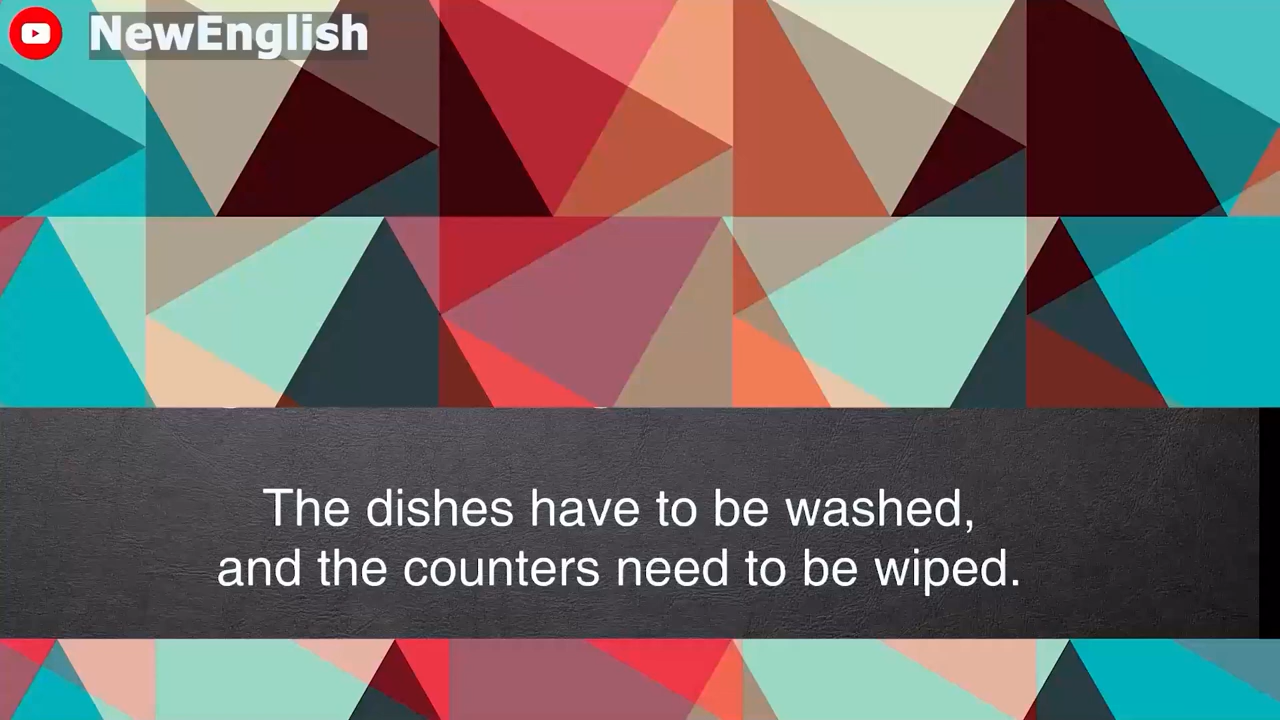 NewEnglish
The dishes have to be washed,
and the counters need to be wiped.